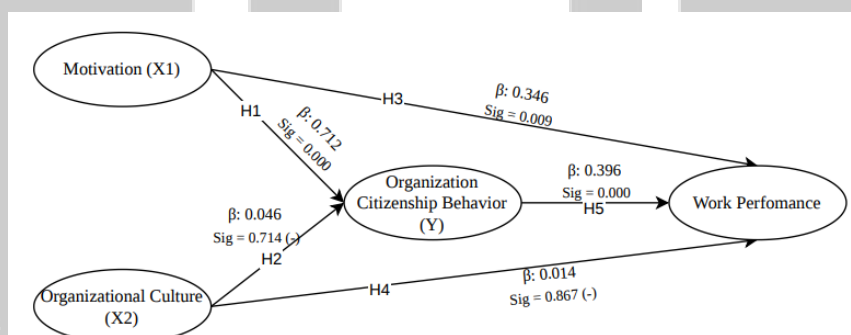 Motivation (X1)
H1
β: 0.712
Sig = 0.000
H3
β: 0.346
Sig = 0.009
Organization
Citizenship Behavior
(Y)
β: 0.396
Sig = 0.000
H5
Work Perfomance
β: 0.046
Sig = 0.714 (-)
H2
Organizational Culture
(X2)
H4
β: 0.014
Sig = 0.867 (-)